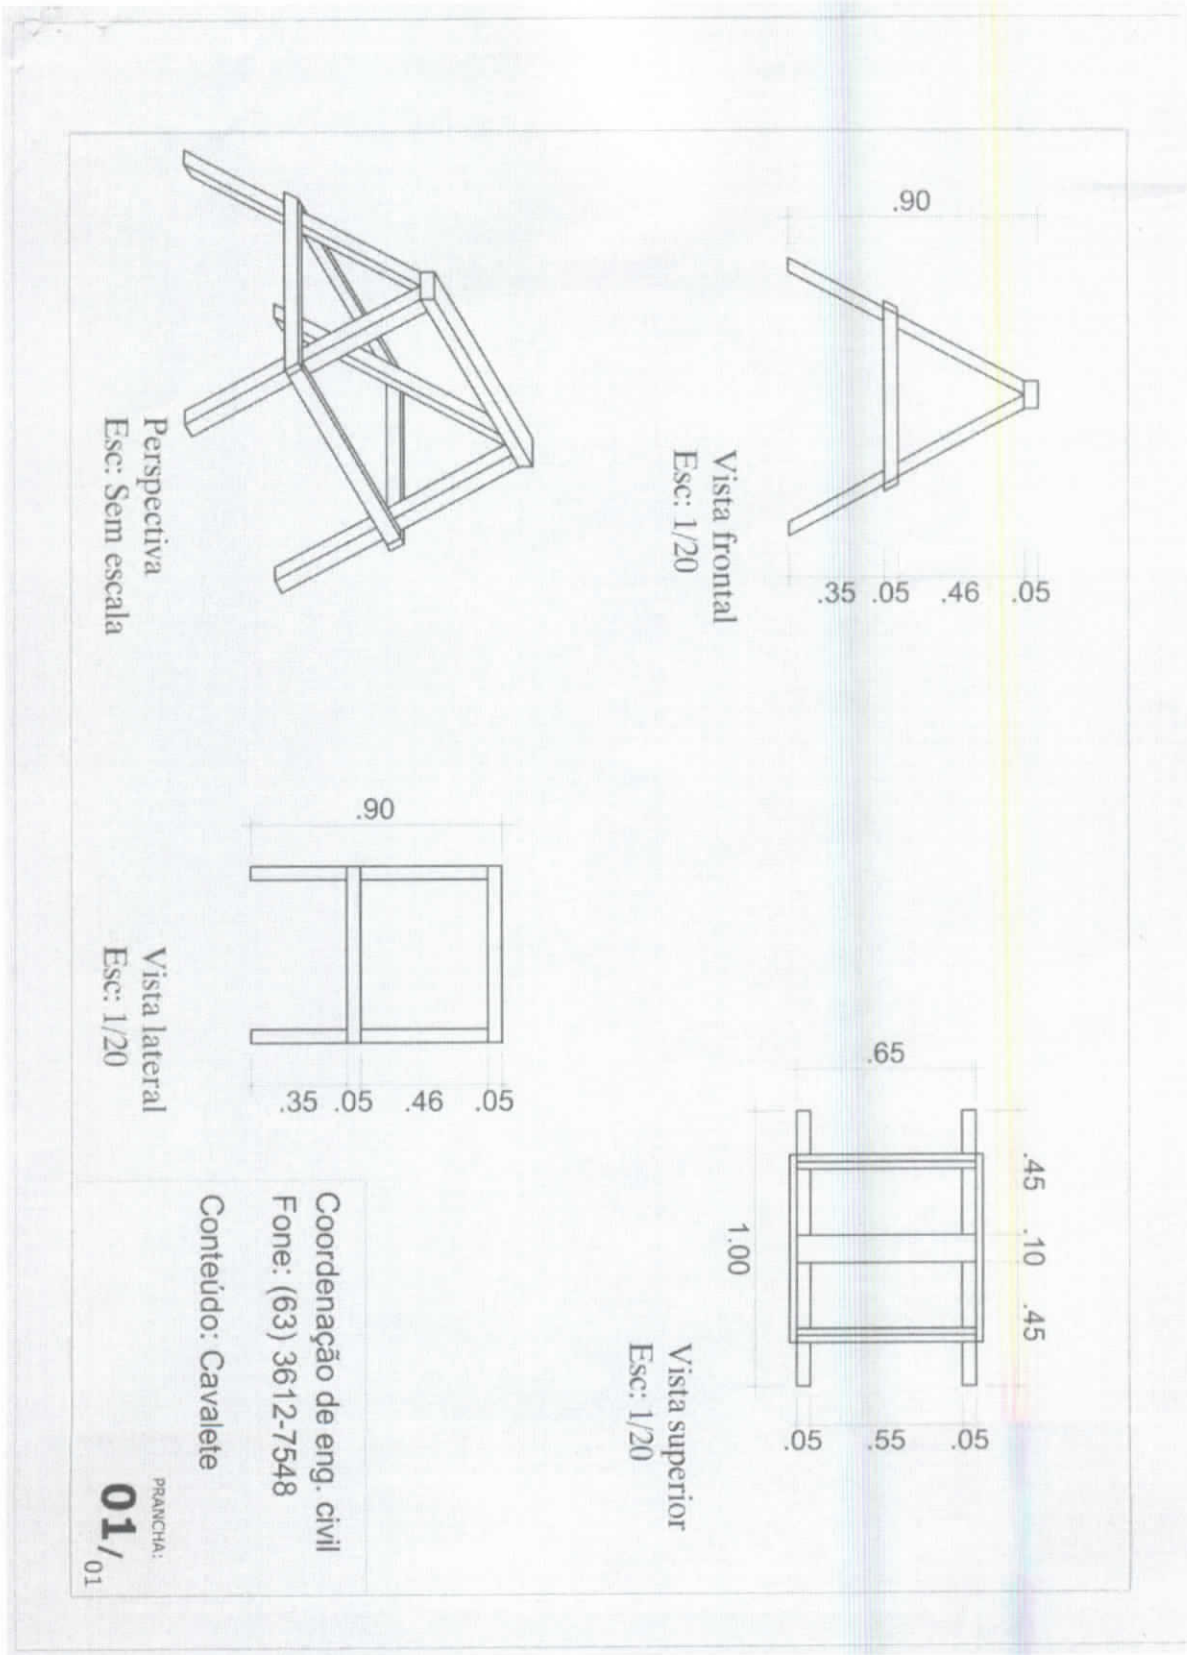 .90
.35 .05 .46 .05
Vista frontal
Esc: 1/20
.65
.45 .10 .45
1.00
.05 .55 .05
Vista superior
Esc: 1/20
Perspectiva
Esc: Sem escala
.90
.35 .05 .46 .05
Vista lateral
Esc: 1/20
Coordenação de eng. civil
Fone: (63) 3612-7548
Conteúdo: Cavalete
PRANCHA:
01/01